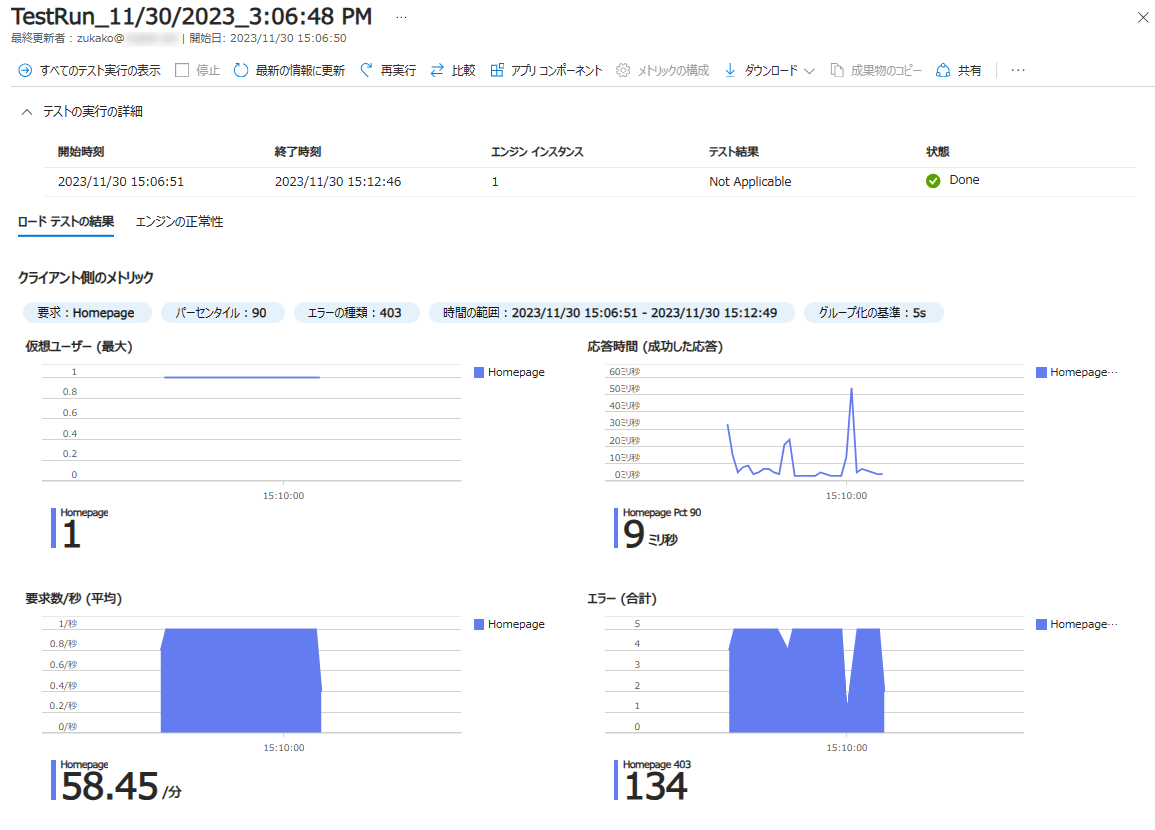 TestRun_11/30/2023_3:06:48 PM ...
最終更新者 : zukako@ | 開始日: 2023/11/30 15:06:50
すべてのテスト実行の表示 停止 最新の情報に更新 再実行 比較 アプリ コンポーネント メトリックの構成 ダウンロード 成果物のコピー 共有 ...
テストの実行の詳細
開始時刻 終了時刻 エンジン インスタンス テスト結果 状態
2023/11/30 15:06:51 2023/11/30 15:12:46 1 Not Applicable Done
ロード テストの結果 エンジンの正常性
クライアント側のメトリック
要求 : Homepage パーセンタイル : 90 エラーの種類 : 403 時間の範囲 : 2023/11/30 15:06:51 - 2023/11/30 15:12:49 グループ化の基準 : 5s
仮想ユーザー (最大)
1
0.8
0.6
0.4
0.2
0
15:10:00
Homepage
Homepage
1
応答時間 (成功した応答)
60ミリ秒
50ミリ秒
40ミリ秒
30ミリ秒
20ミリ秒
10ミリ秒
0ミリ秒
15:10:00
Homepage...
Homepage Pct 90
9 ミリ秒
要求数/秒 (平均)
1/秒
0.8/秒
0.6/秒
0.4/秒
0.2/秒
0/秒
15:10:00
Homepage
Homepage
58.45 /分
エラー (合計)
5
4
3
2
1
0
15:10:00
Homepage...
Homepage 403
134